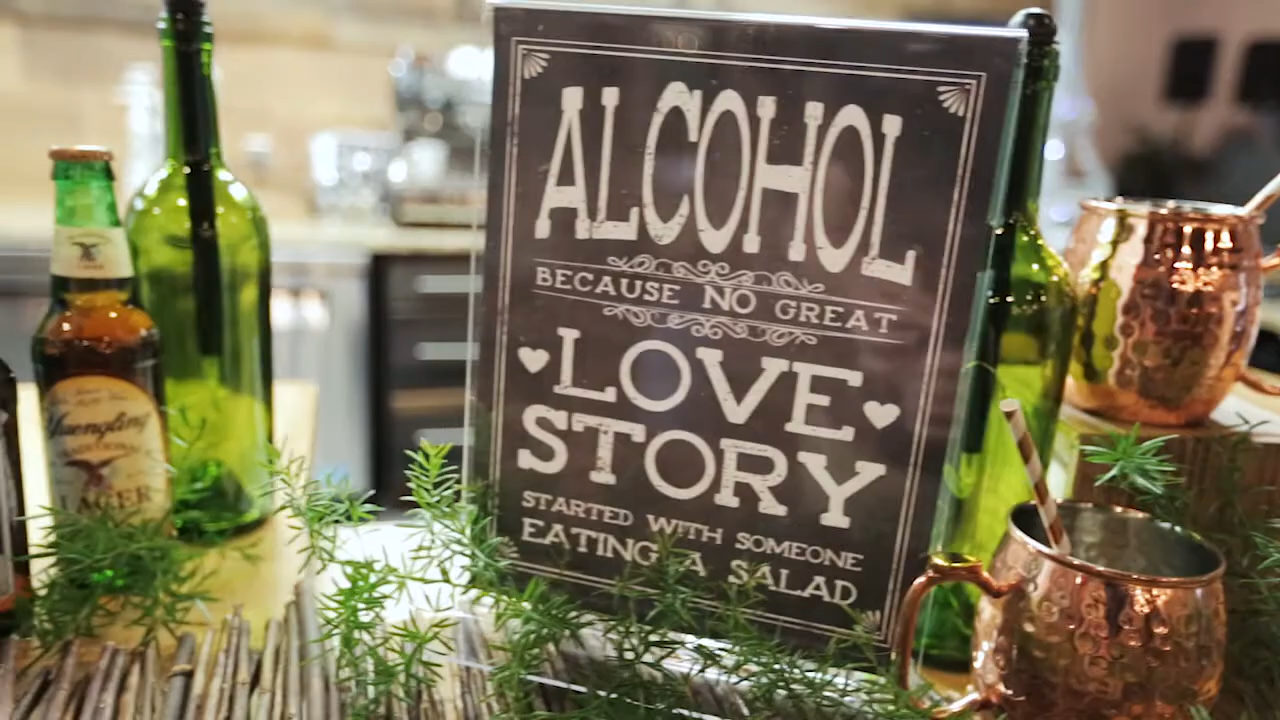 ALCOHOL
BECAUSE NO GREAT
LOVE
STORY
STARTED WITH SOMEONE
EATING A SALAD
Yuengling
LAGER